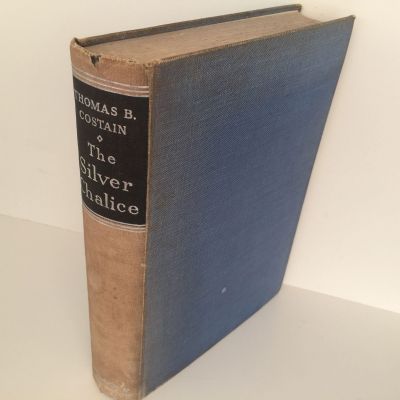 THOMAS B.
COSTAIN
The
Silver
Chalice